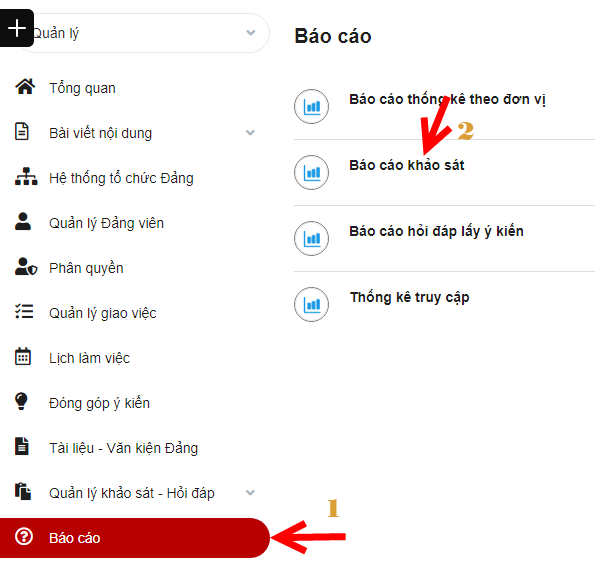 Quản lý
Tổng quan
Bài viết nội dung
Hệ thống tổ chức Đảng
Quản lý Đảng viên
Phân quyền
Quản lý giao việc
Lịch làm việc
Đóng góp ý kiến
Tài liệu - Văn kiện Đảng
Quản lý khảo sát - Hỏi đáp
Báo cáo
1
Báo cáo
Báo cáo thống kê theo đơn vị
2
Báo cáo khảo sát
Báo cáo hỏi đáp lấy ý kiến
Thống kê truy cập